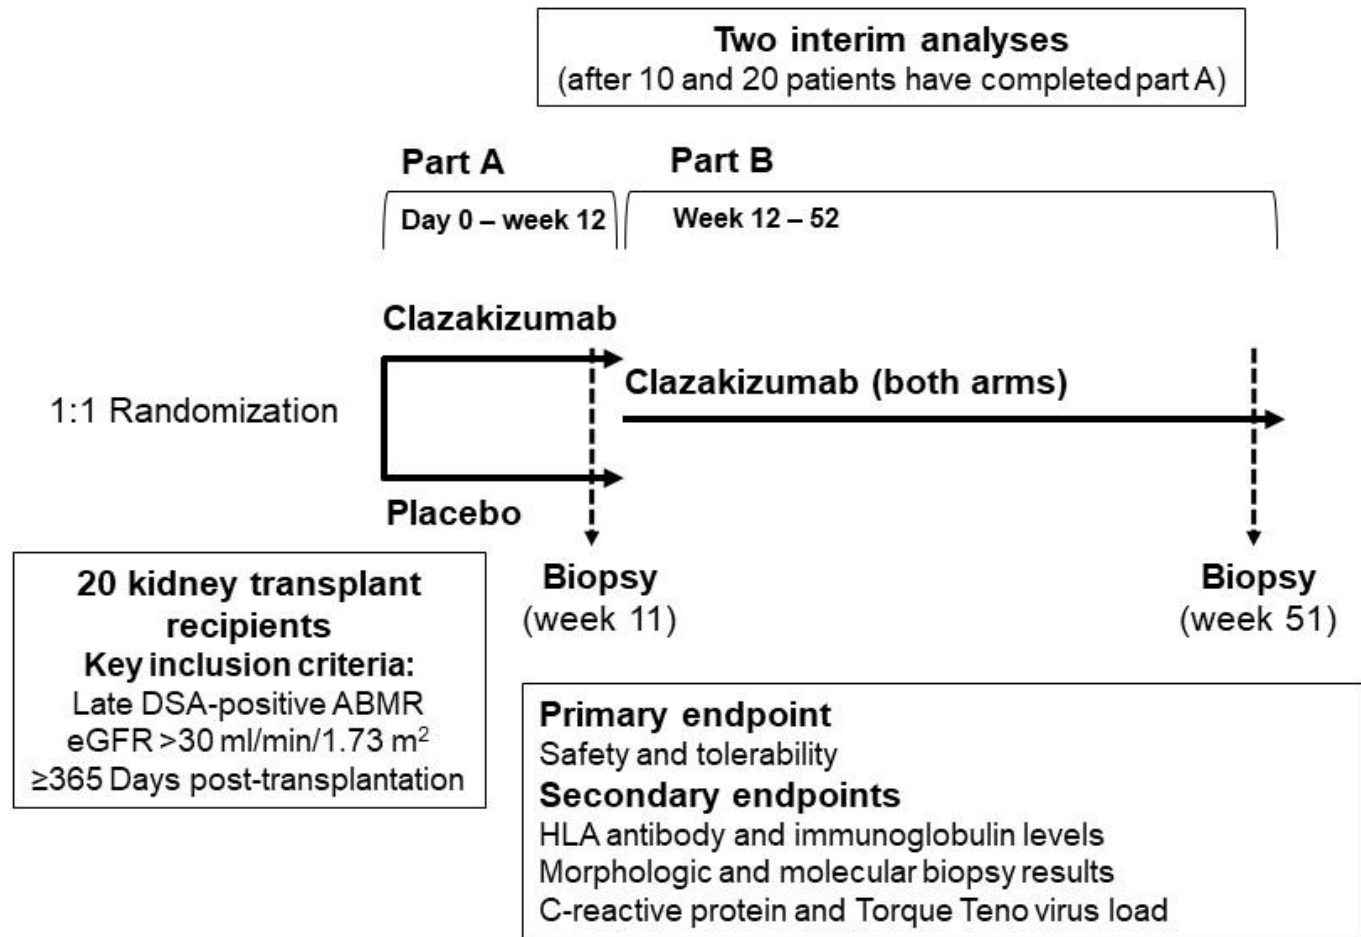 Two interim analyses
(after 10 and 20 patients have completed part A)
Part A
Part B
Day 0 – week 12
Week 12 – 52
Clazakizumab
Clazakizumab (both arms)
1:1 Randomization
Placebo
20 kidney transplant
recipients
Key inclusion criteria:
Late DSA-positive ABMR
eGFR >30 ml/min/1.73 m²
≥365 Days post-transplantation
Biopsy
(week 11)
Biopsy
(week 51)
Primary endpoint
Safety and tolerability
Secondary endpoints
HLA antibody and immunoglobulin levels
Morphologic and molecular biopsy results
C-reactive protein and Torque Teno virus load